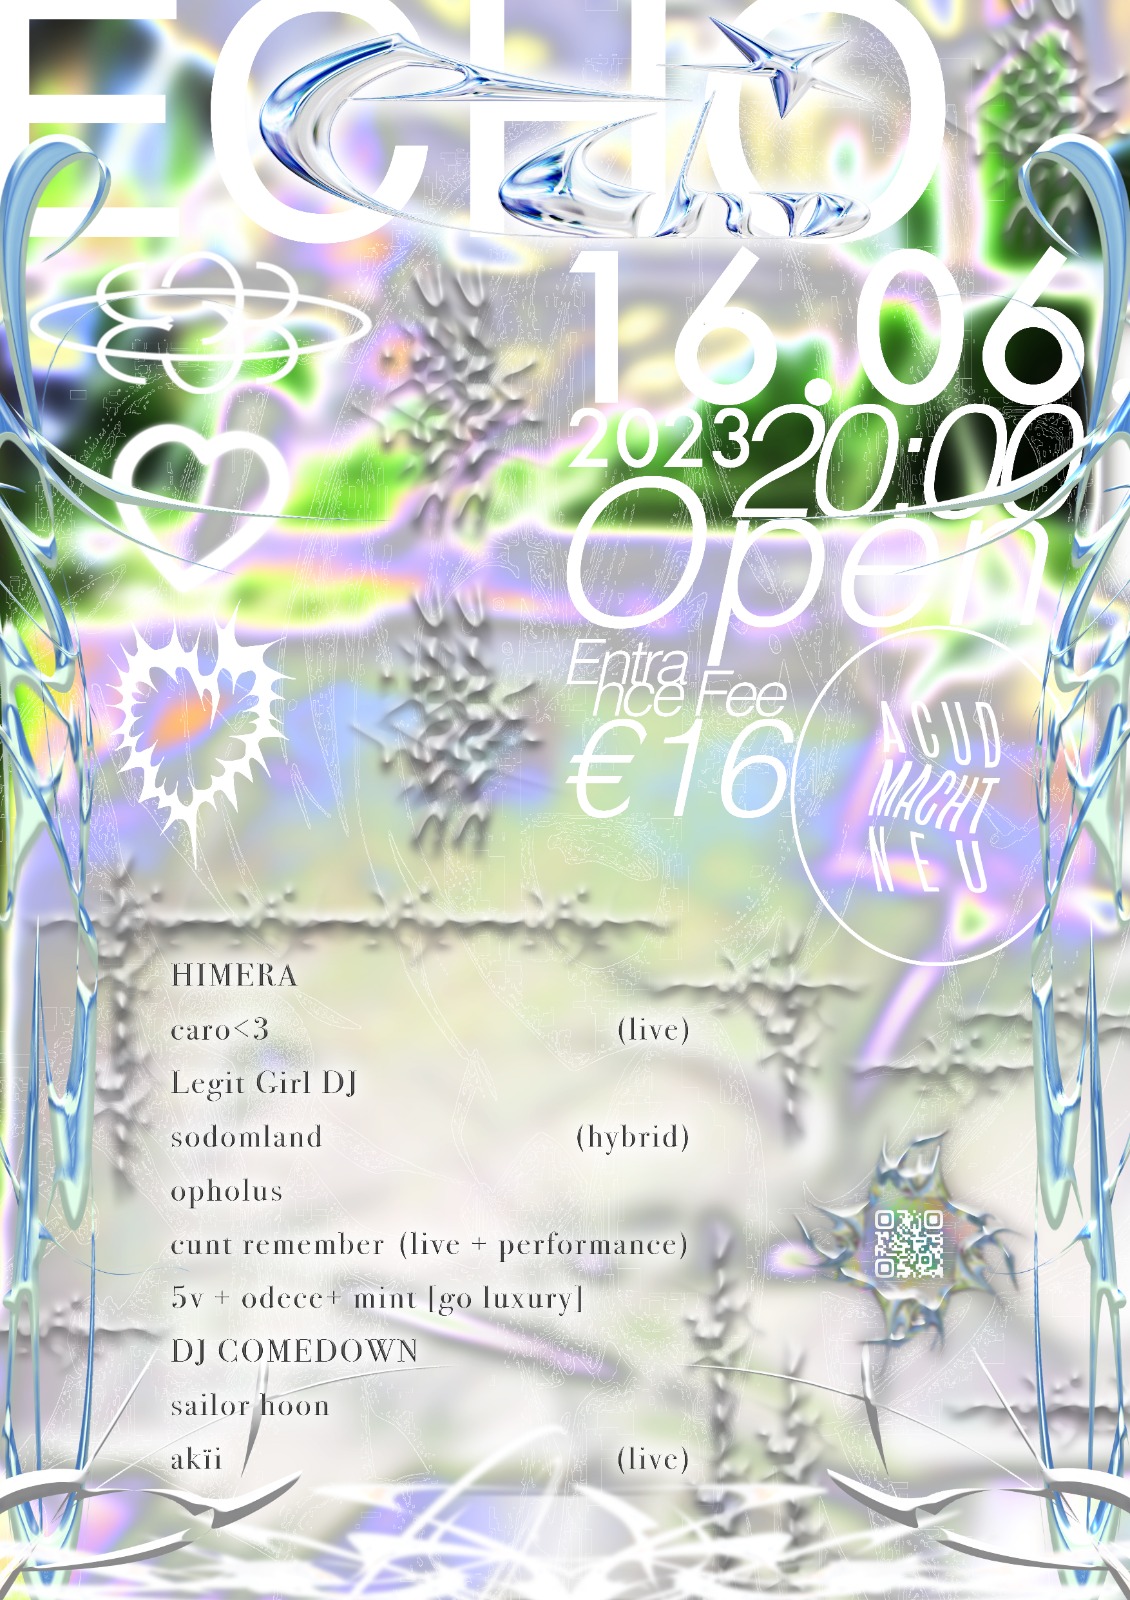 ECHO
16.06.
2023 20:00
Open
Entra
nce Fee
€16
ACUD
MACHT
NEU
HIMERA
caro<3 (live)
Legit Girl DJ
sodomland (hybrid)
opholus
cunt remember (live + performance)
5v + odece+ mint [go luxury]
DJ COMEDOWN
sailor hoon
akïi (live)